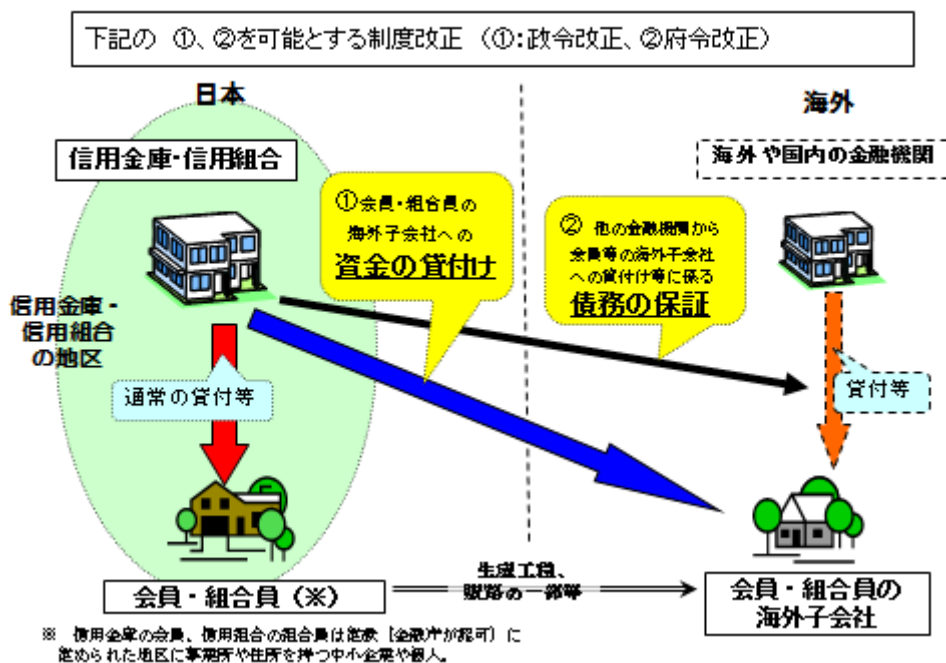 下記の ①、②を可能とする制度改正 (①:政令改正、②府令改正)
日本
海外
信用金庫・信用組合
海外や国内の金融機関
①会員・組合員の
海外子会社への
資金の貸付け
② 他の金融機関から
会員等の海外子会社
への貸付け等に係る
債務の保証
信用金庫・
信用組合
の地区
通常の貸付等
貸付等
会員・組合員(※)
生産工程、
販路の一部等
会員・組合員の
海外子会社
※ 信用金庫の会員、信用組合の組合員は定款(金融庁が認可)に
定められた地区に事業所や住所を持つ中小企業や個人。